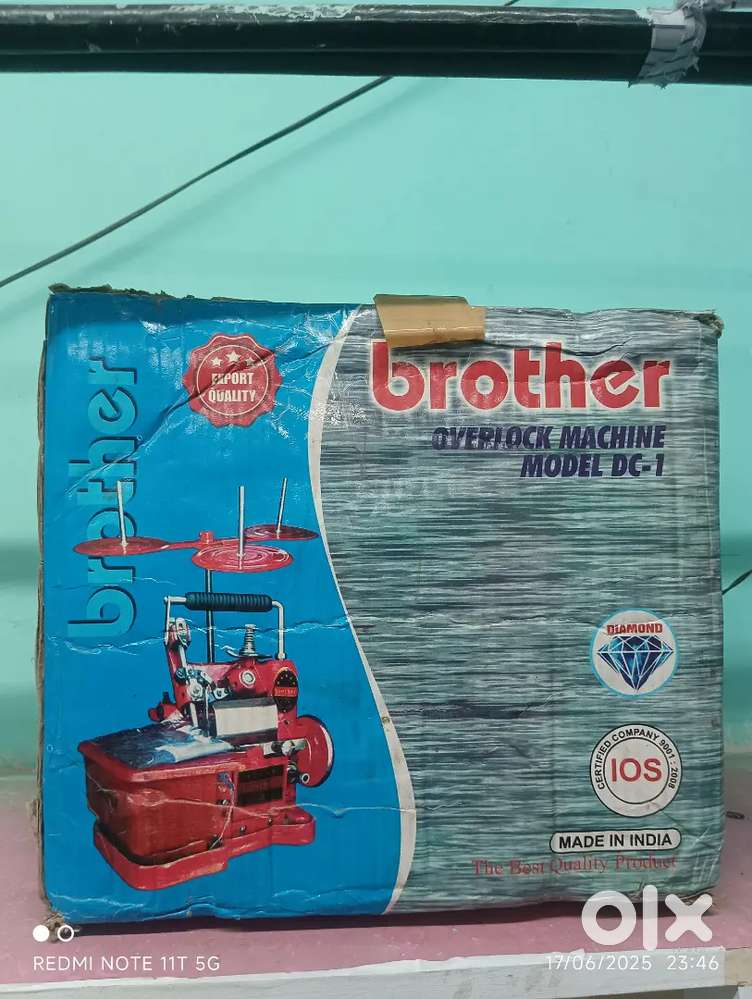 brother
EXPORT
QUALITY
brother
OVERLOCK MACHINE
MODEL DC-1
DIAMOND
CERTIFIED COMPANY 9001 : 2008
IOS
MADE IN INDIA
The Best Quality Product
olx
REDMI NOTE 11T 5G
17/06/2025 23:46